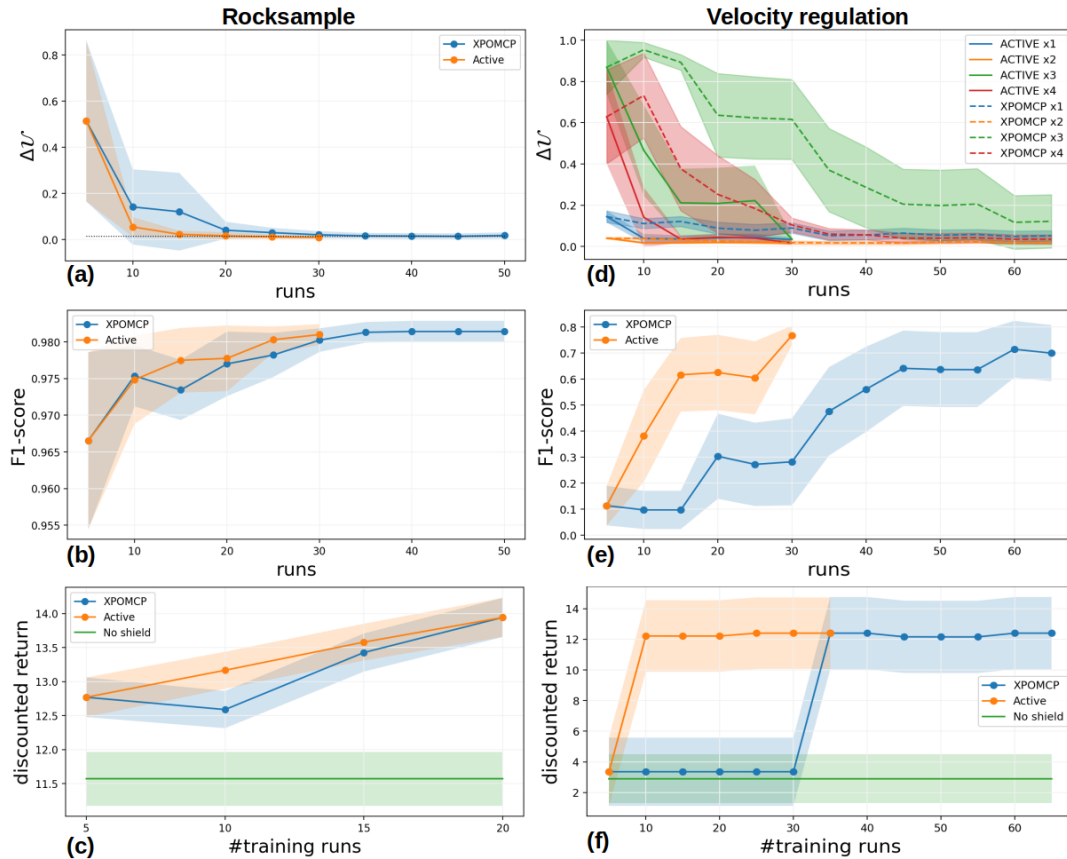 Rocksample
Velocity regulation
0.8
0.6
0.4
0.2
0.0
ΔU
XPOMCP
Active
(a)
10
20
30
40
50
runs
1.0
0.8
0.6
0.4
0.2
0.0
ΔU
ACTIVE x1
ACTIVE x2
ACTIVE x3
ACTIVE x4
XPOMCP x1
XPOMCP x2
XPOMCP x3
XPOMCP x4
(d)
10
20
30
40
50
60
runs
0.980
0.975
0.970
0.965
0.960
0.955
F1-score
XPOMCP
Active
(b)
10
20
30
40
50
runs
0.8
0.7
0.6
0.5
0.4
0.3
0.2
0.1
0.0
F1-score
XPOMCP
Active
(e)
10
20
30
40
50
60
runs
14.0
13.5
13.0
12.5
12.0
11.5
discounted return
XPOMCP
Active
No shield
(c)
5
10
15
20
#training runs
14
12
10
8
6
4
2
discounted return
XPOMCP
Active
No shield
(f)
10
20
30
40
50
60
#training runs